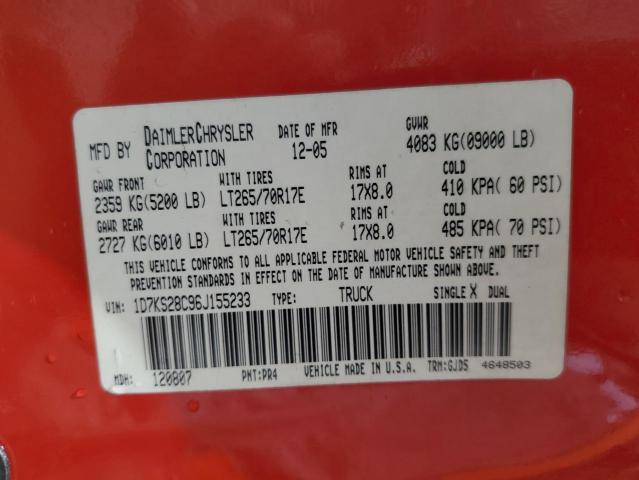 MFD BY DAIMLERCHRYSLER CORPORATION DATE OF MFR 12-05 GVWR 4083 KG(09000 LB)
GAWR FRONT WITH TIRES RIMS AT COLD
2359 KG(5200 LB) LT265/70R17E 17X8.0 410 KPA( 60 PSI)
GAWR REAR WITH TIRES RIMS AT COLD
2727 KG(6010 LB) LT265/70R17E 17X8.0 485 KPA( 70 PSI)
THIS VEHICLE CONFORMS TO ALL APPLICABLE FEDERAL MOTOR VEHICLE SAFETY AND THEFT
PREVENTION STANDARDS IN EFFECT ON THE DATE OF MANUFACTURE SHOWN ABOVE.
VIN: 1D7KS28C96J155233 TYPE: TRUCK SINGLE X DUAL
MDH: 120807 PNT:PR4 VEHICLE MADE IN U.S.A. TRM:GJD5 4648503